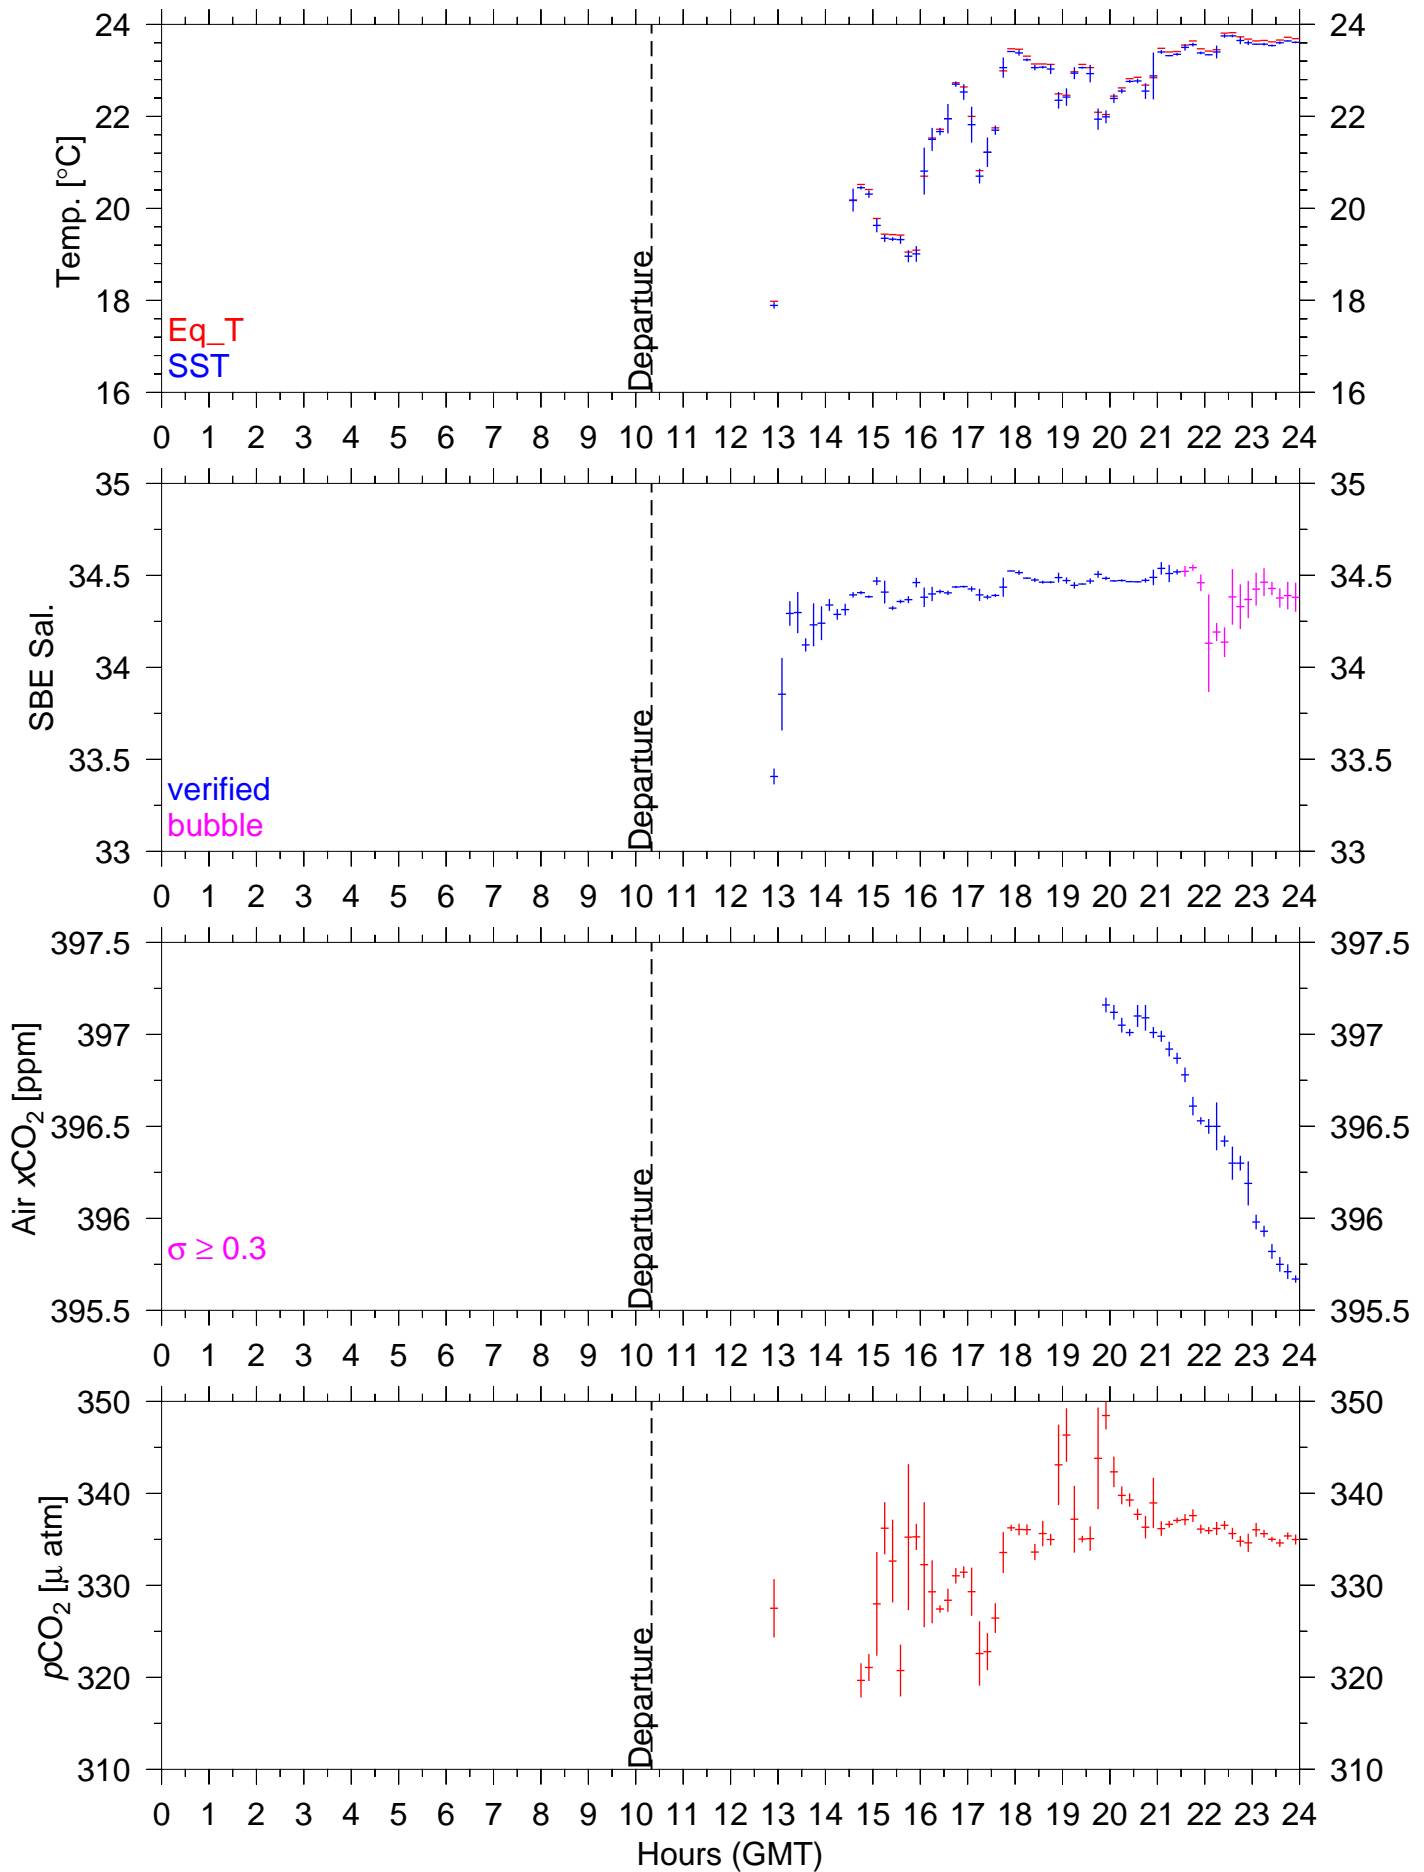 24 24
22 22
20 20
18 18
16 16
Temp. [°C]
Eq_T
SST
Departure
0 1 2 3 4 5 6 7 8 9 10 11 12 13 14 15 16 17 18 19 20 21 22 23 24
35 35
34.5 34.5
34 34
33.5 33.5
33 33
SBE Sal.
verified
bubble
Departure
0 1 2 3 4 5 6 7 8 9 10 11 12 13 14 15 16 17 18 19 20 21 22 23 24
397.5 397.5
397 397
396.5 396.5
396 396
395.5 395.5
Air xCO₂ [ppm]
σ ≥ 0.3
Departure
0 1 2 3 4 5 6 7 8 9 10 11 12 13 14 15 16 17 18 19 20 21 22 23 24
350 350
340 340
330 330
320 320
310 310
pCO₂ [μ atm]
Departure
0 1 2 3 4 5 6 7 8 9 10 11 12 13 14 15 16 17 18 19 20 21 22 23 24
Hours (GMT)